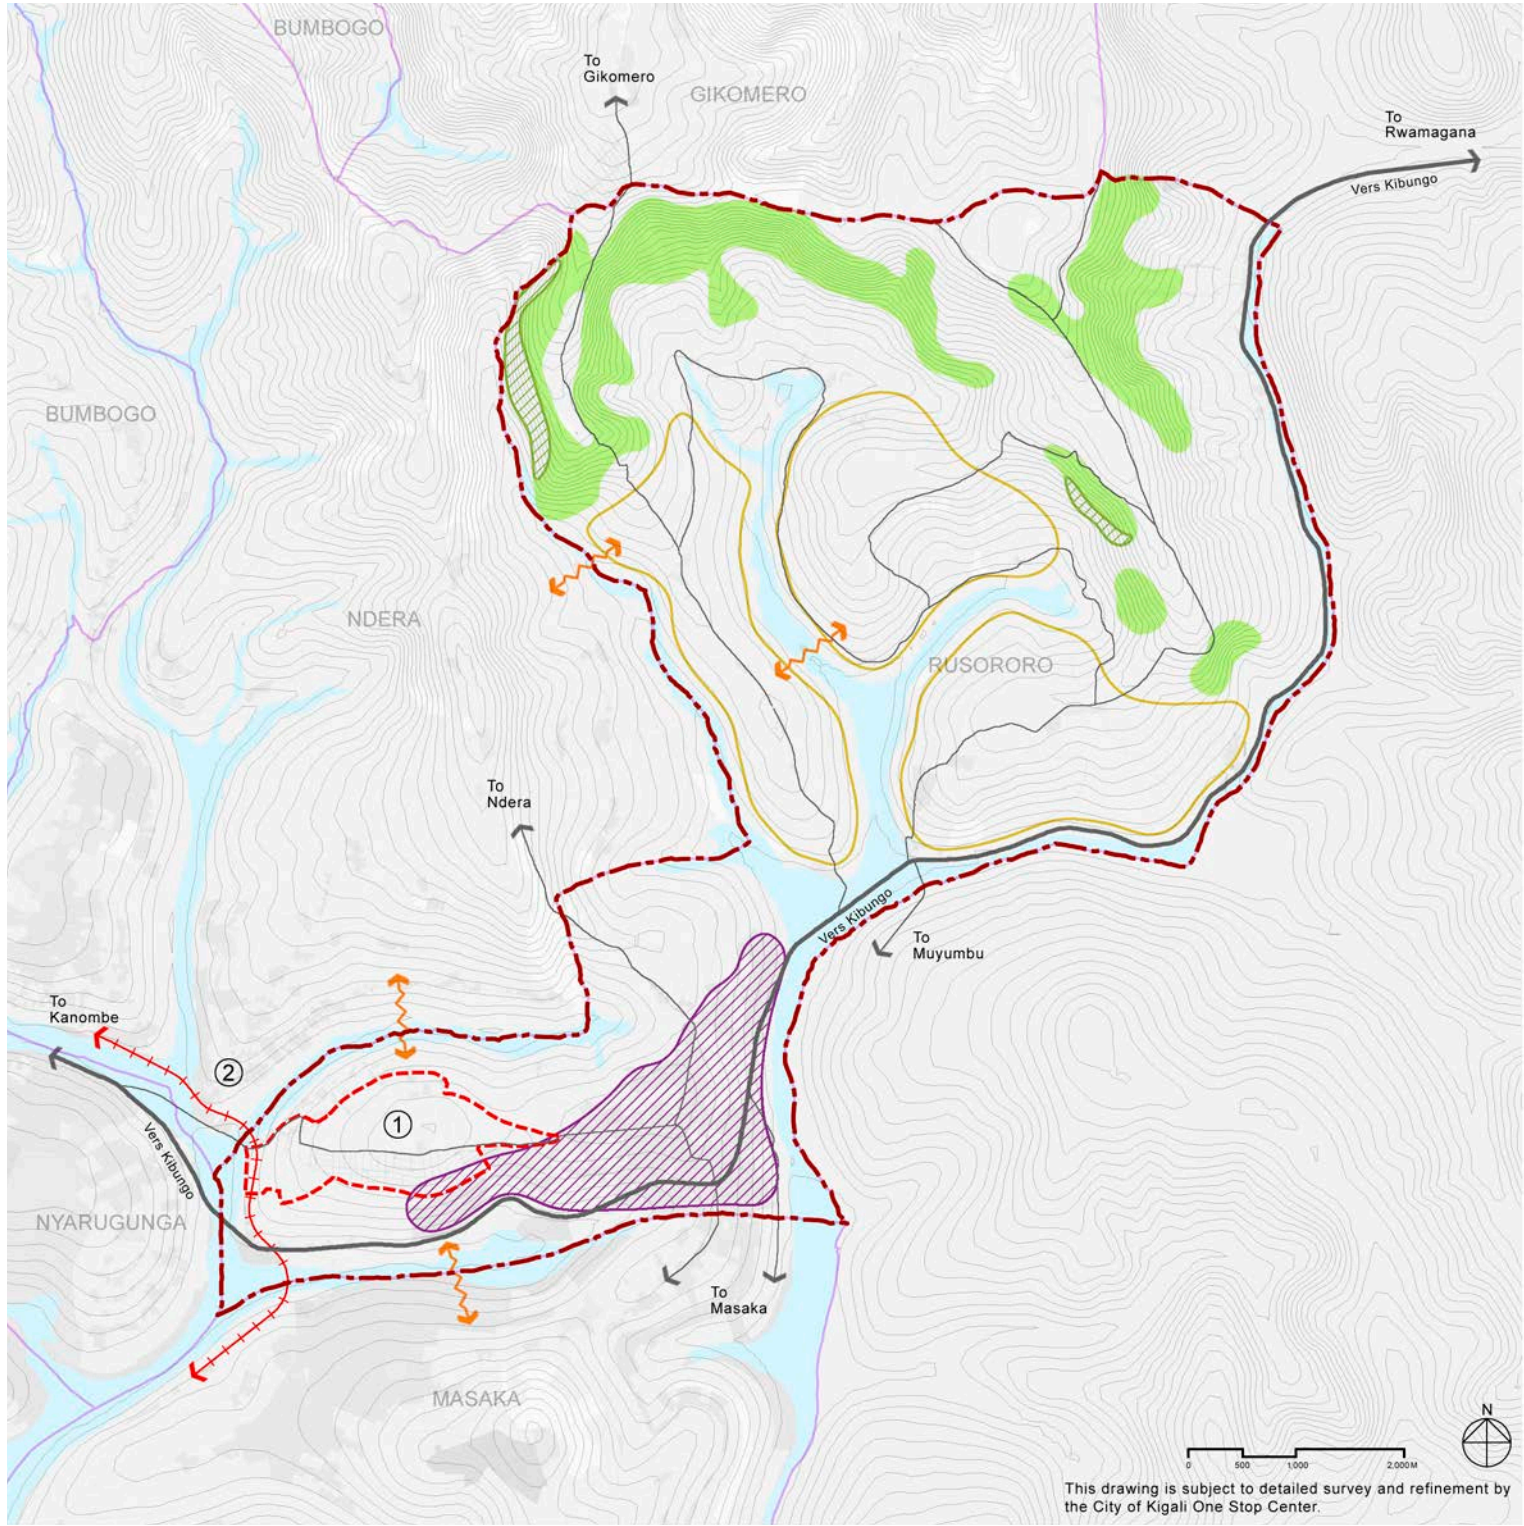 BUMBOGO
To
Gikomero
GIKOMERO
To
Rwamagana
Vers Kibungo
BUMBOGO
NDERA
RUSORORO
To
Ndera
Vers Kibungo
To
Muyumbu
To
Kanombe
2
1
Vers Kibungo
NYARUGUNGA
To
Masaka
MASAKA
N
0 500 1,000 2,000M
This drawing is subject to detailed survey and refinement by
the City of Kigali One Stop Center.